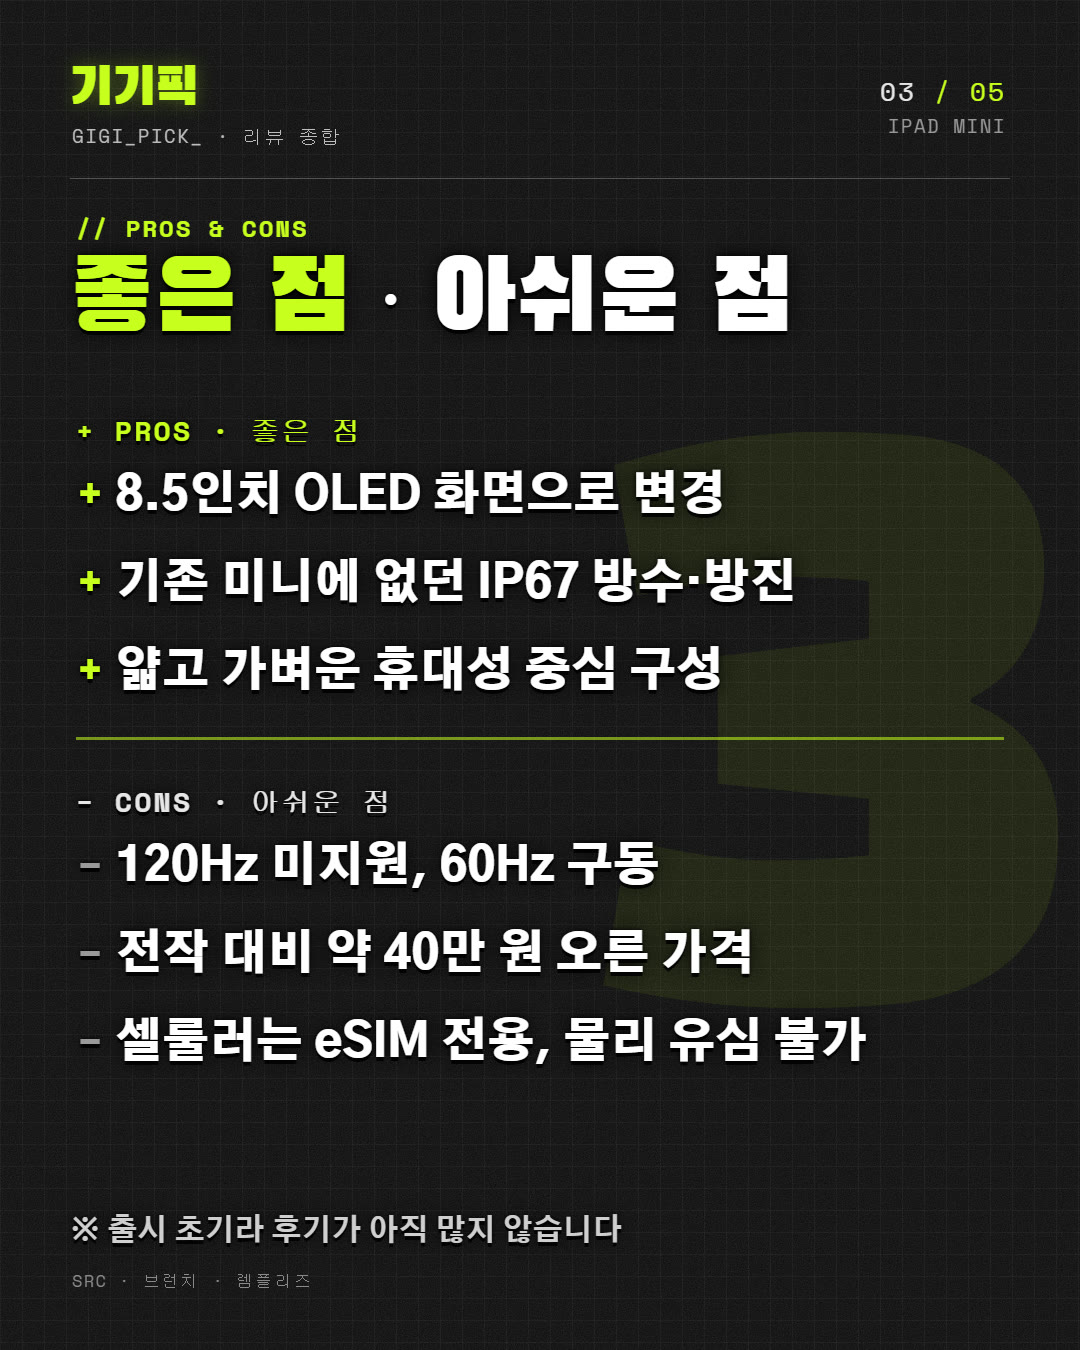 기기픽
GIGI_PICK_ · 리뷰 종합
03 / 05
IPAD MINI
// PROS & CONS
좋은 점 · 아쉬운 점
+ PROS · 좋은 점
+ 8.5인치 OLED 화면으로 변경
+ 기존 미니에 없던 IP67 방수·방진
+ 얇고 가벼운 휴대성 중심 구성
- CONS · 아쉬운 점
- 120Hz 미지원, 60Hz 구동
- 전작 대비 약 40만 원 오른 가격
- 셀룰러는 eSIM 전용, 물리 유심 불가
3
※ 출시 초기라 후기가 아직 많지 않습니다
SRC · 브런치 · 렘플리즈